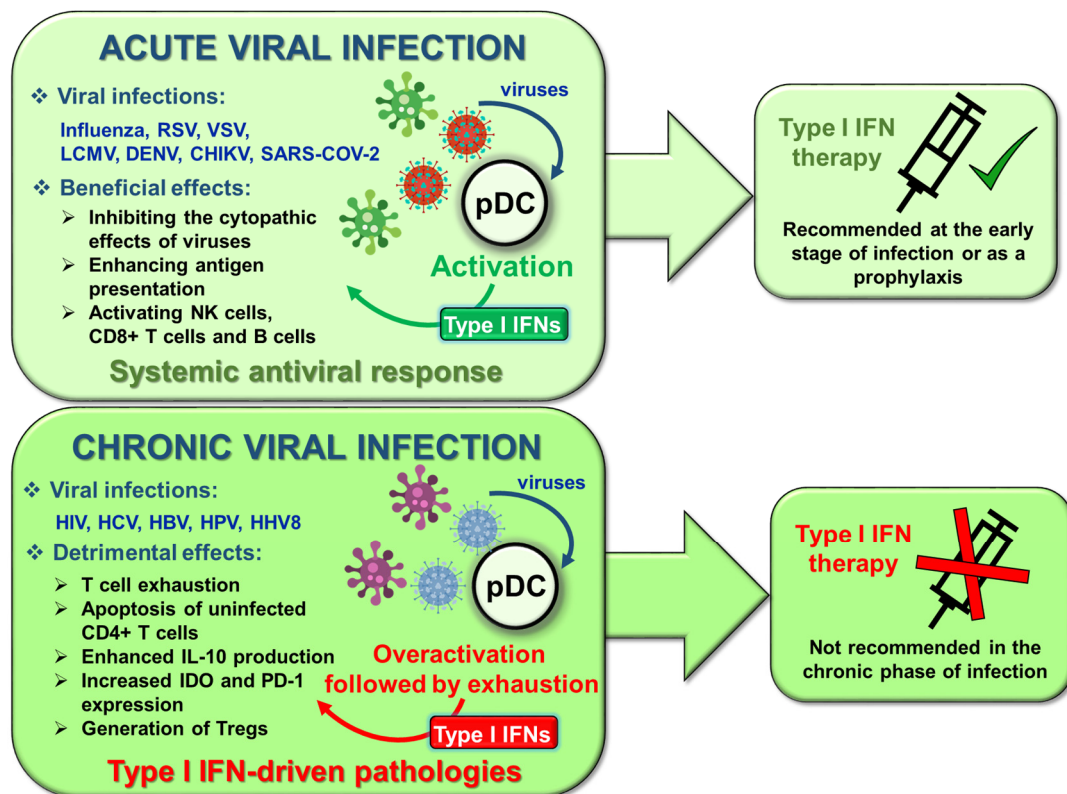 ACUTE VIRAL INFECTION
❖ Viral infections:
Influenza, RSV, VSV,
LCMV, DENV, CHIKV, SARS-COV-2
❖ Beneficial effects:
➢ Inhibiting the cytopathic
effects of viruses
➢ Enhancing antigen
presentation
➢ Activating NK cells,
CD8+ T cells and B cells
viruses
pDC
Activation
Type I IFNs
Systemic antiviral response
Type I IFN
therapy
Recommended at the early
stage of infection or as a
prophylaxis
CHRONIC VIRAL INFECTION
❖ Viral infections:
HIV, HCV, HBV, HPV, HHV8
❖ Detrimental effects:
➢ T cell exhaustion
➢ Apoptosis of uninfected
CD4+ T cells
➢ Enhanced IL-10 production
➢ Increased IDO and PD-1
expression
➢ Generation of Tregs
viruses
pDC
Overactivation
followed by exhaustion
Type I IFNs
Type I IFN-driven pathologies
Type I IFN
therapy
Not recommended in the
chronic phase of infection